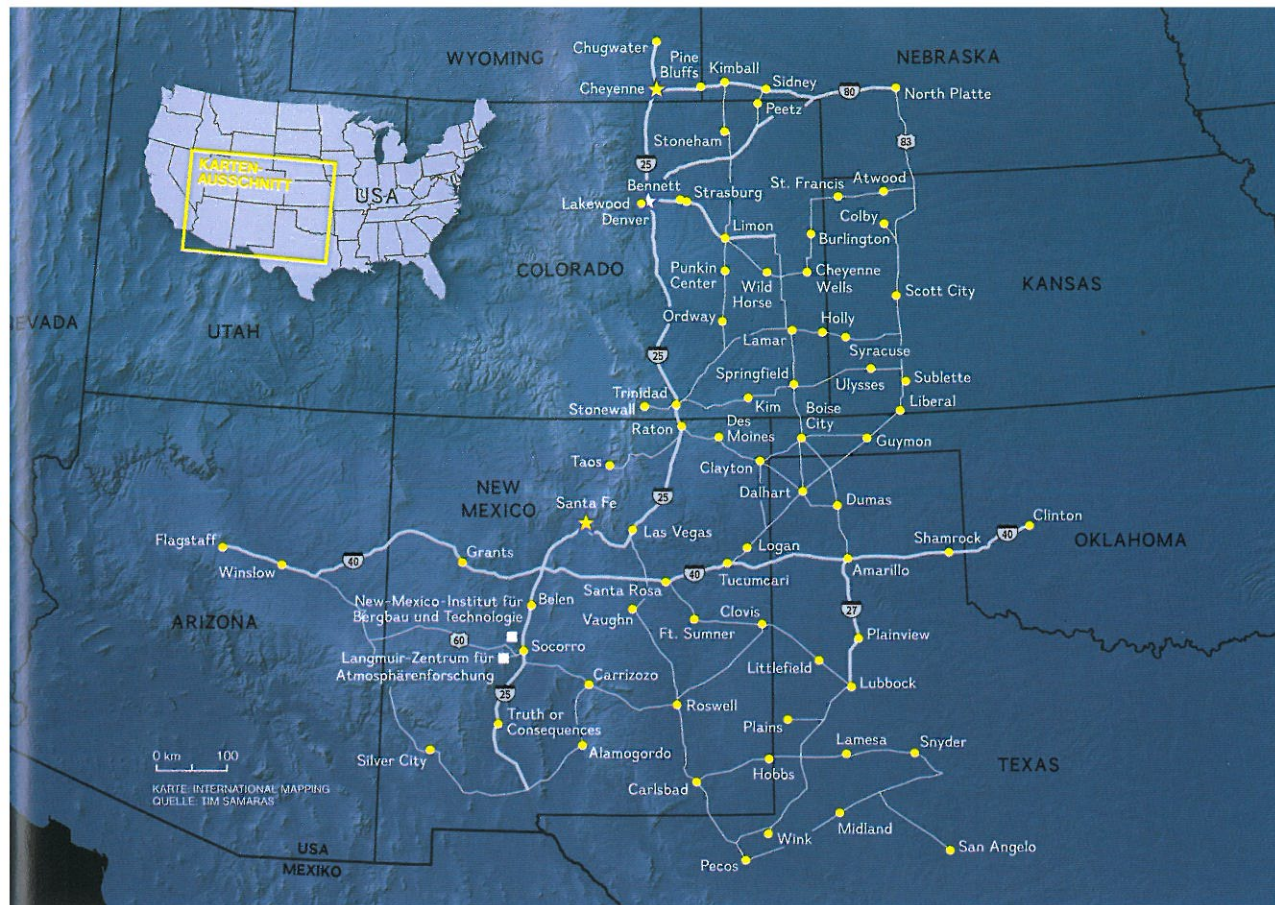 WYOMING
NEBRASKA
Chugwater
Pine
Bluffs
Kimball
Sidney
Cheyenne
80
North Platte
Peetz
Stoneham
83
25
KARTEN-
AUSSCHNITT
USA
Bennett
Strasburg
St. Francis
Atwood
Lakewood
Denver
Colby
Limon
Burlington
COLORADO
Punkin
Center
Wild
Horse
Cheyenne
Wells
Scott City
KANSAS
EVADA
UTAH
Ordway
Holly
Lamar
Syracuse
25
Springfield
Ulysses
Sublette
Trinidad
Stonewall
Kim
Boise
City
Liberal
Raton
Des
Moines
Guymon
Taos
Clayton
NEW
MEXICO
Santa Fe
25
Dalhart
Dumas
Las Vegas
Clinton
Flagstaff
40
Grants
Logan
Shamrock
40
OKLAHOMA
Winslow
Santa Rosa
40
Tucumcari
Amarillo
New-Mexico-Institut für
Bergbau und Technologie
Belen
Vaughn
Ft. Sumner
Clovis
27
ARIZONA
60
Socorro
Plainview
Langmuir-Zentrum für
Atmosphärenforschung
Carrizozo
Littlefield
Lubbock
25
Roswell
Truth or
Consequences
Plains
Silver City
Alamogordo
Lamesa
Snyder
0 km 100
Hobbs
TEXAS
KARTE: INTERNATIONAL MAPPING
QUELLE: TIM SAMARAS
Carlsbad
Midland
Wink
San Angelo
USA
MEXIKO
Pecos